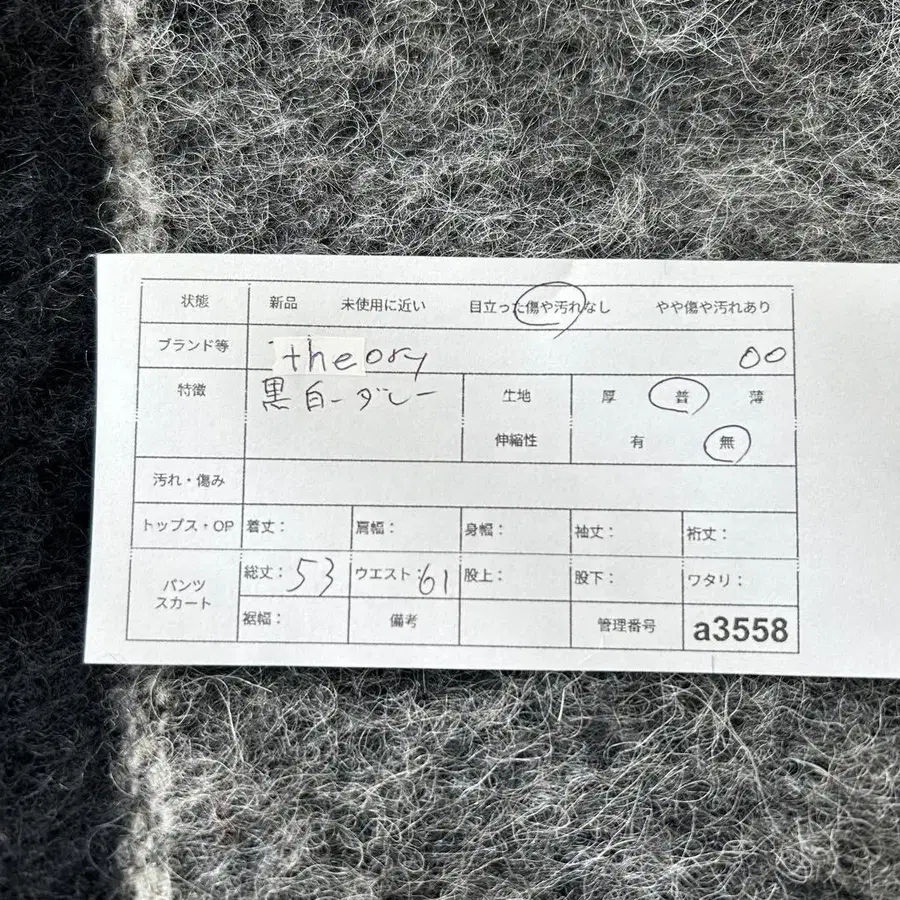 状態 新品 未使用に近い 目立った傷や汚れなし やや傷や汚れあり
ブランド等 theory 00
特徴 黒白ーグレー 生地 厚 普 薄
伸縮性 有 無
汚れ・傷み
トップス・OP 着丈: 肩幅: 身幅: 袖丈: 裄丈:
パンツ スカート 総丈: 53 ウエスト: 61 股上: 股下: ワタリ:
裾幅: 備考 管理番号 a3558